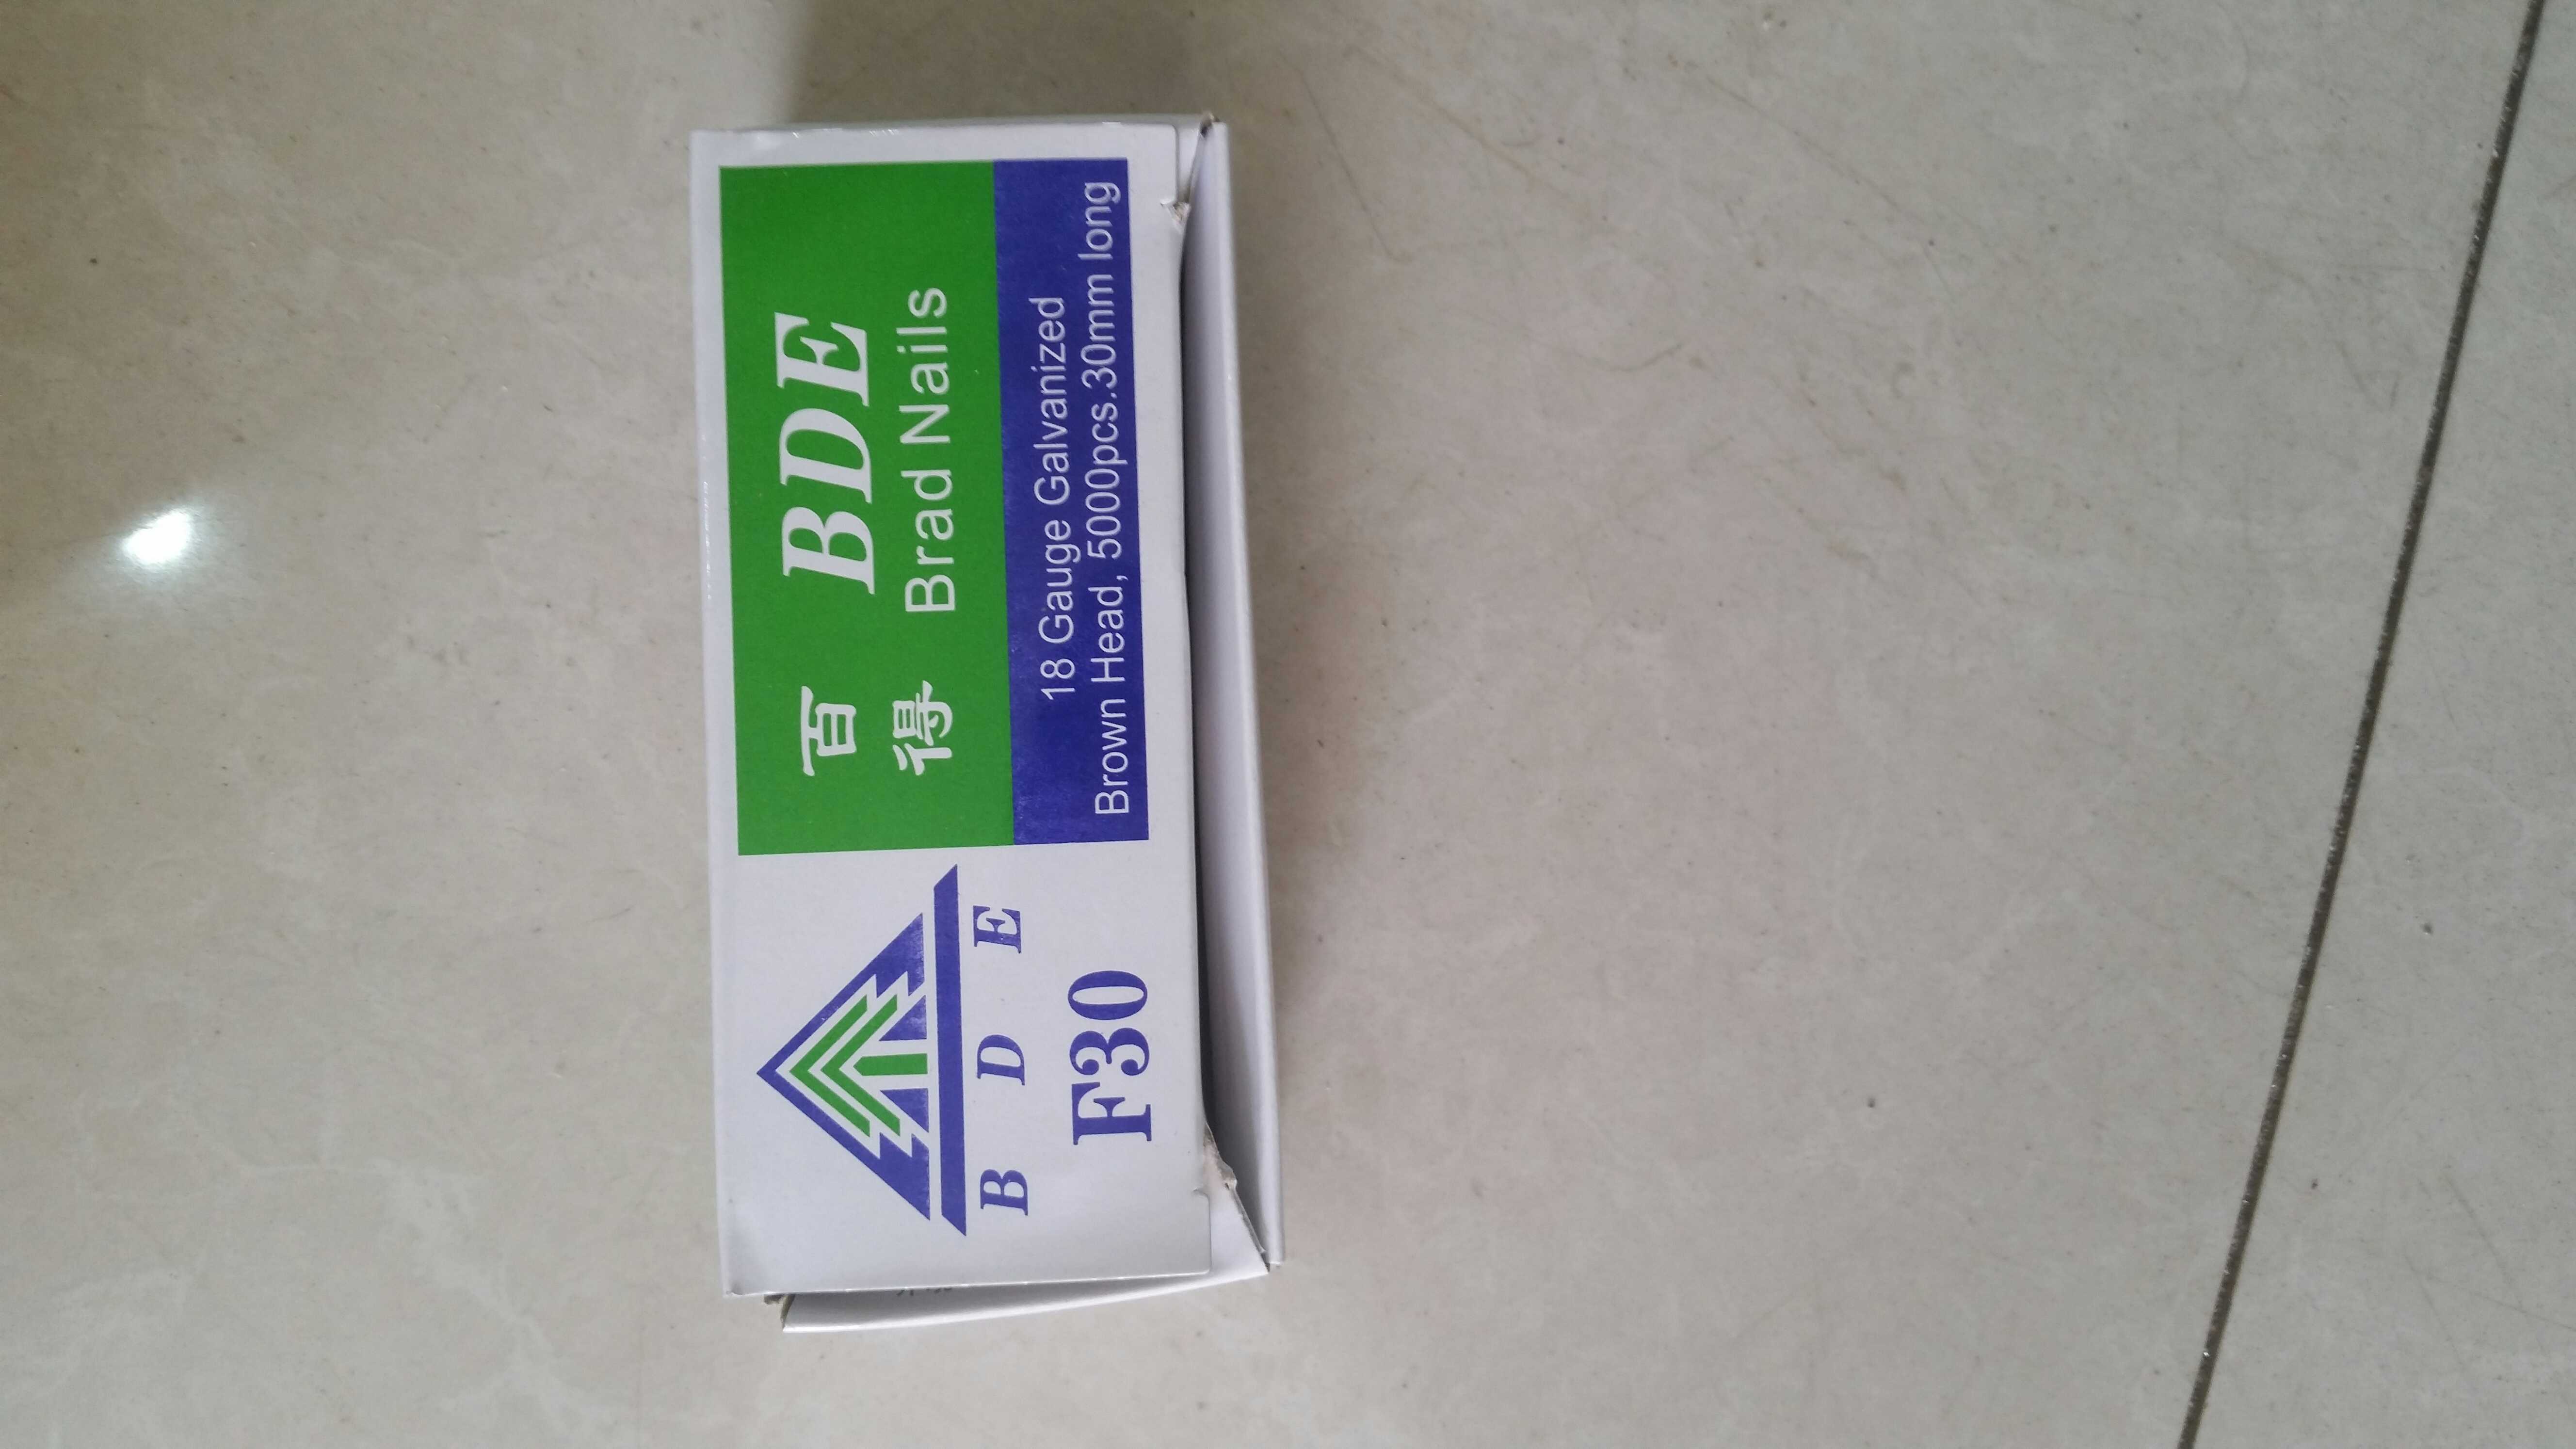 B D E
F30
百得
BDE
Brad Nails
18 Gauge Galvanized
Brown Head, 5000pcs.30mm long